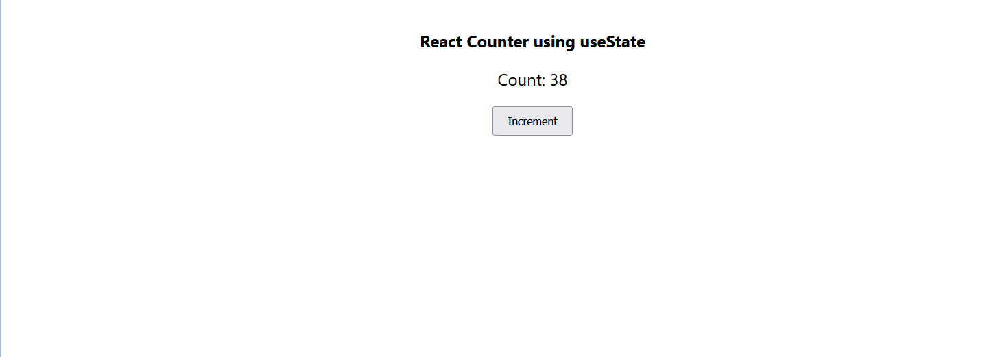 React Counter using useState
Count: 38
Increment